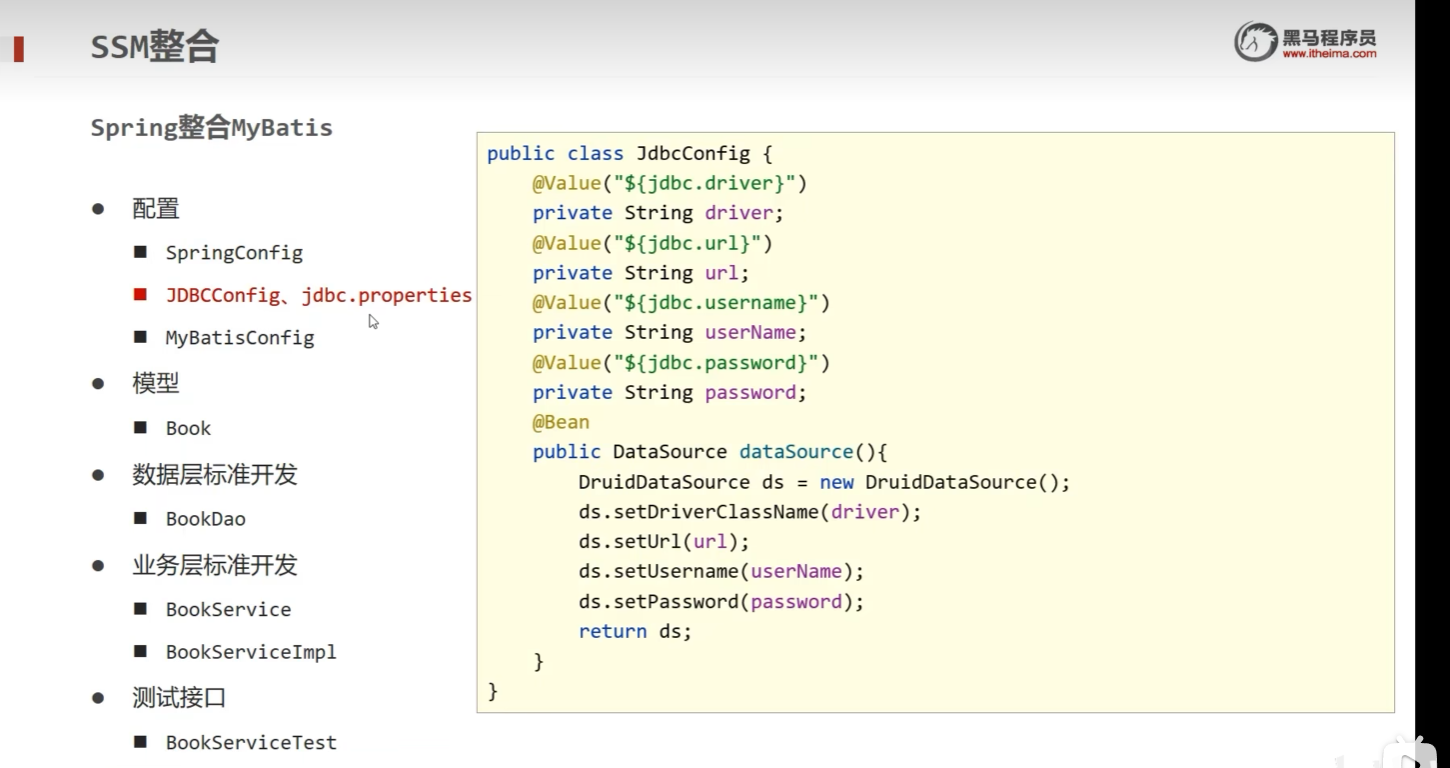 SSM整合
黑马程序员
www.itheima.com
Spring整合MyBatis
配置
SpringConfig
JDBCConfig、jdbc.properties
MyBatisConfig
模型
Book
数据层标准开发
BookDao
业务层标准开发
BookService
BookServiceImpl
测试接口
BookServiceTest
public class JdbcConfig {
@Value("${jdbc.driver}")
private String driver;
@Value("${jdbc.url}")
private String url;
@Value("${jdbc.username}")
private String userName;
@Value("${jdbc.password}")
private String password;
@Bean
public DataSource dataSource(){
DruidDataSource ds = new DruidDataSource();
ds.setDriverClassName(driver);
ds.setUrl(url);
ds.setUsername(userName);
ds.setPassword(password);
return ds;
}
}